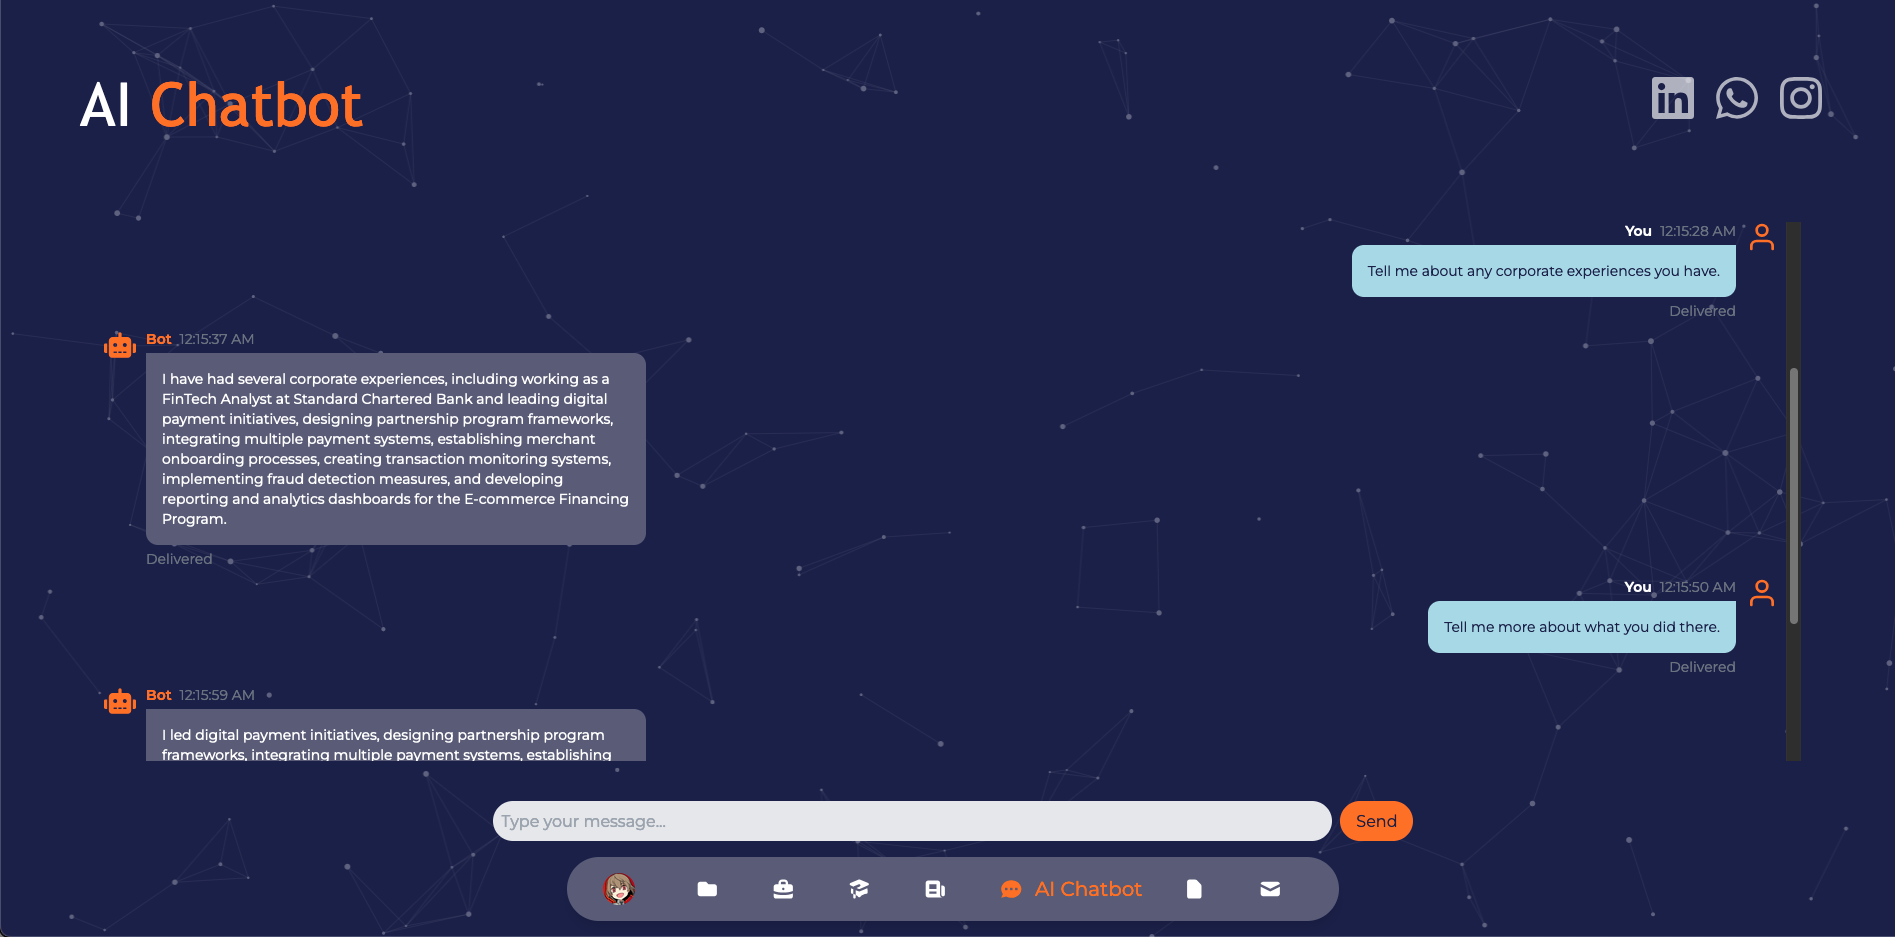 AI Chatbot
in
You 12:15:28 AM
Tell me about any corporate experiences you have.
Delivered
Bot 12:15:37 AM
I have had several corporate experiences, including working as a
FinTech Analyst at Standard Chartered Bank and leading digital
payment initiatives, designing partnership program frameworks,
integrating multiple payment systems, establishing merchant
onboarding processes, creating transaction monitoring systems,
implementing fraud detection measures, and developing
reporting and analytics dashboards for the E-commerce Financing
Program.
Delivered
You 12:15:50 AM
Tell me more about what you did there.
Delivered
Bot 12:15:59 AM
I led digital payment initiatives, designing partnership program
frameworks, integrating multiple payment systems, establishing
Type your message...
Send
AI Chatbot